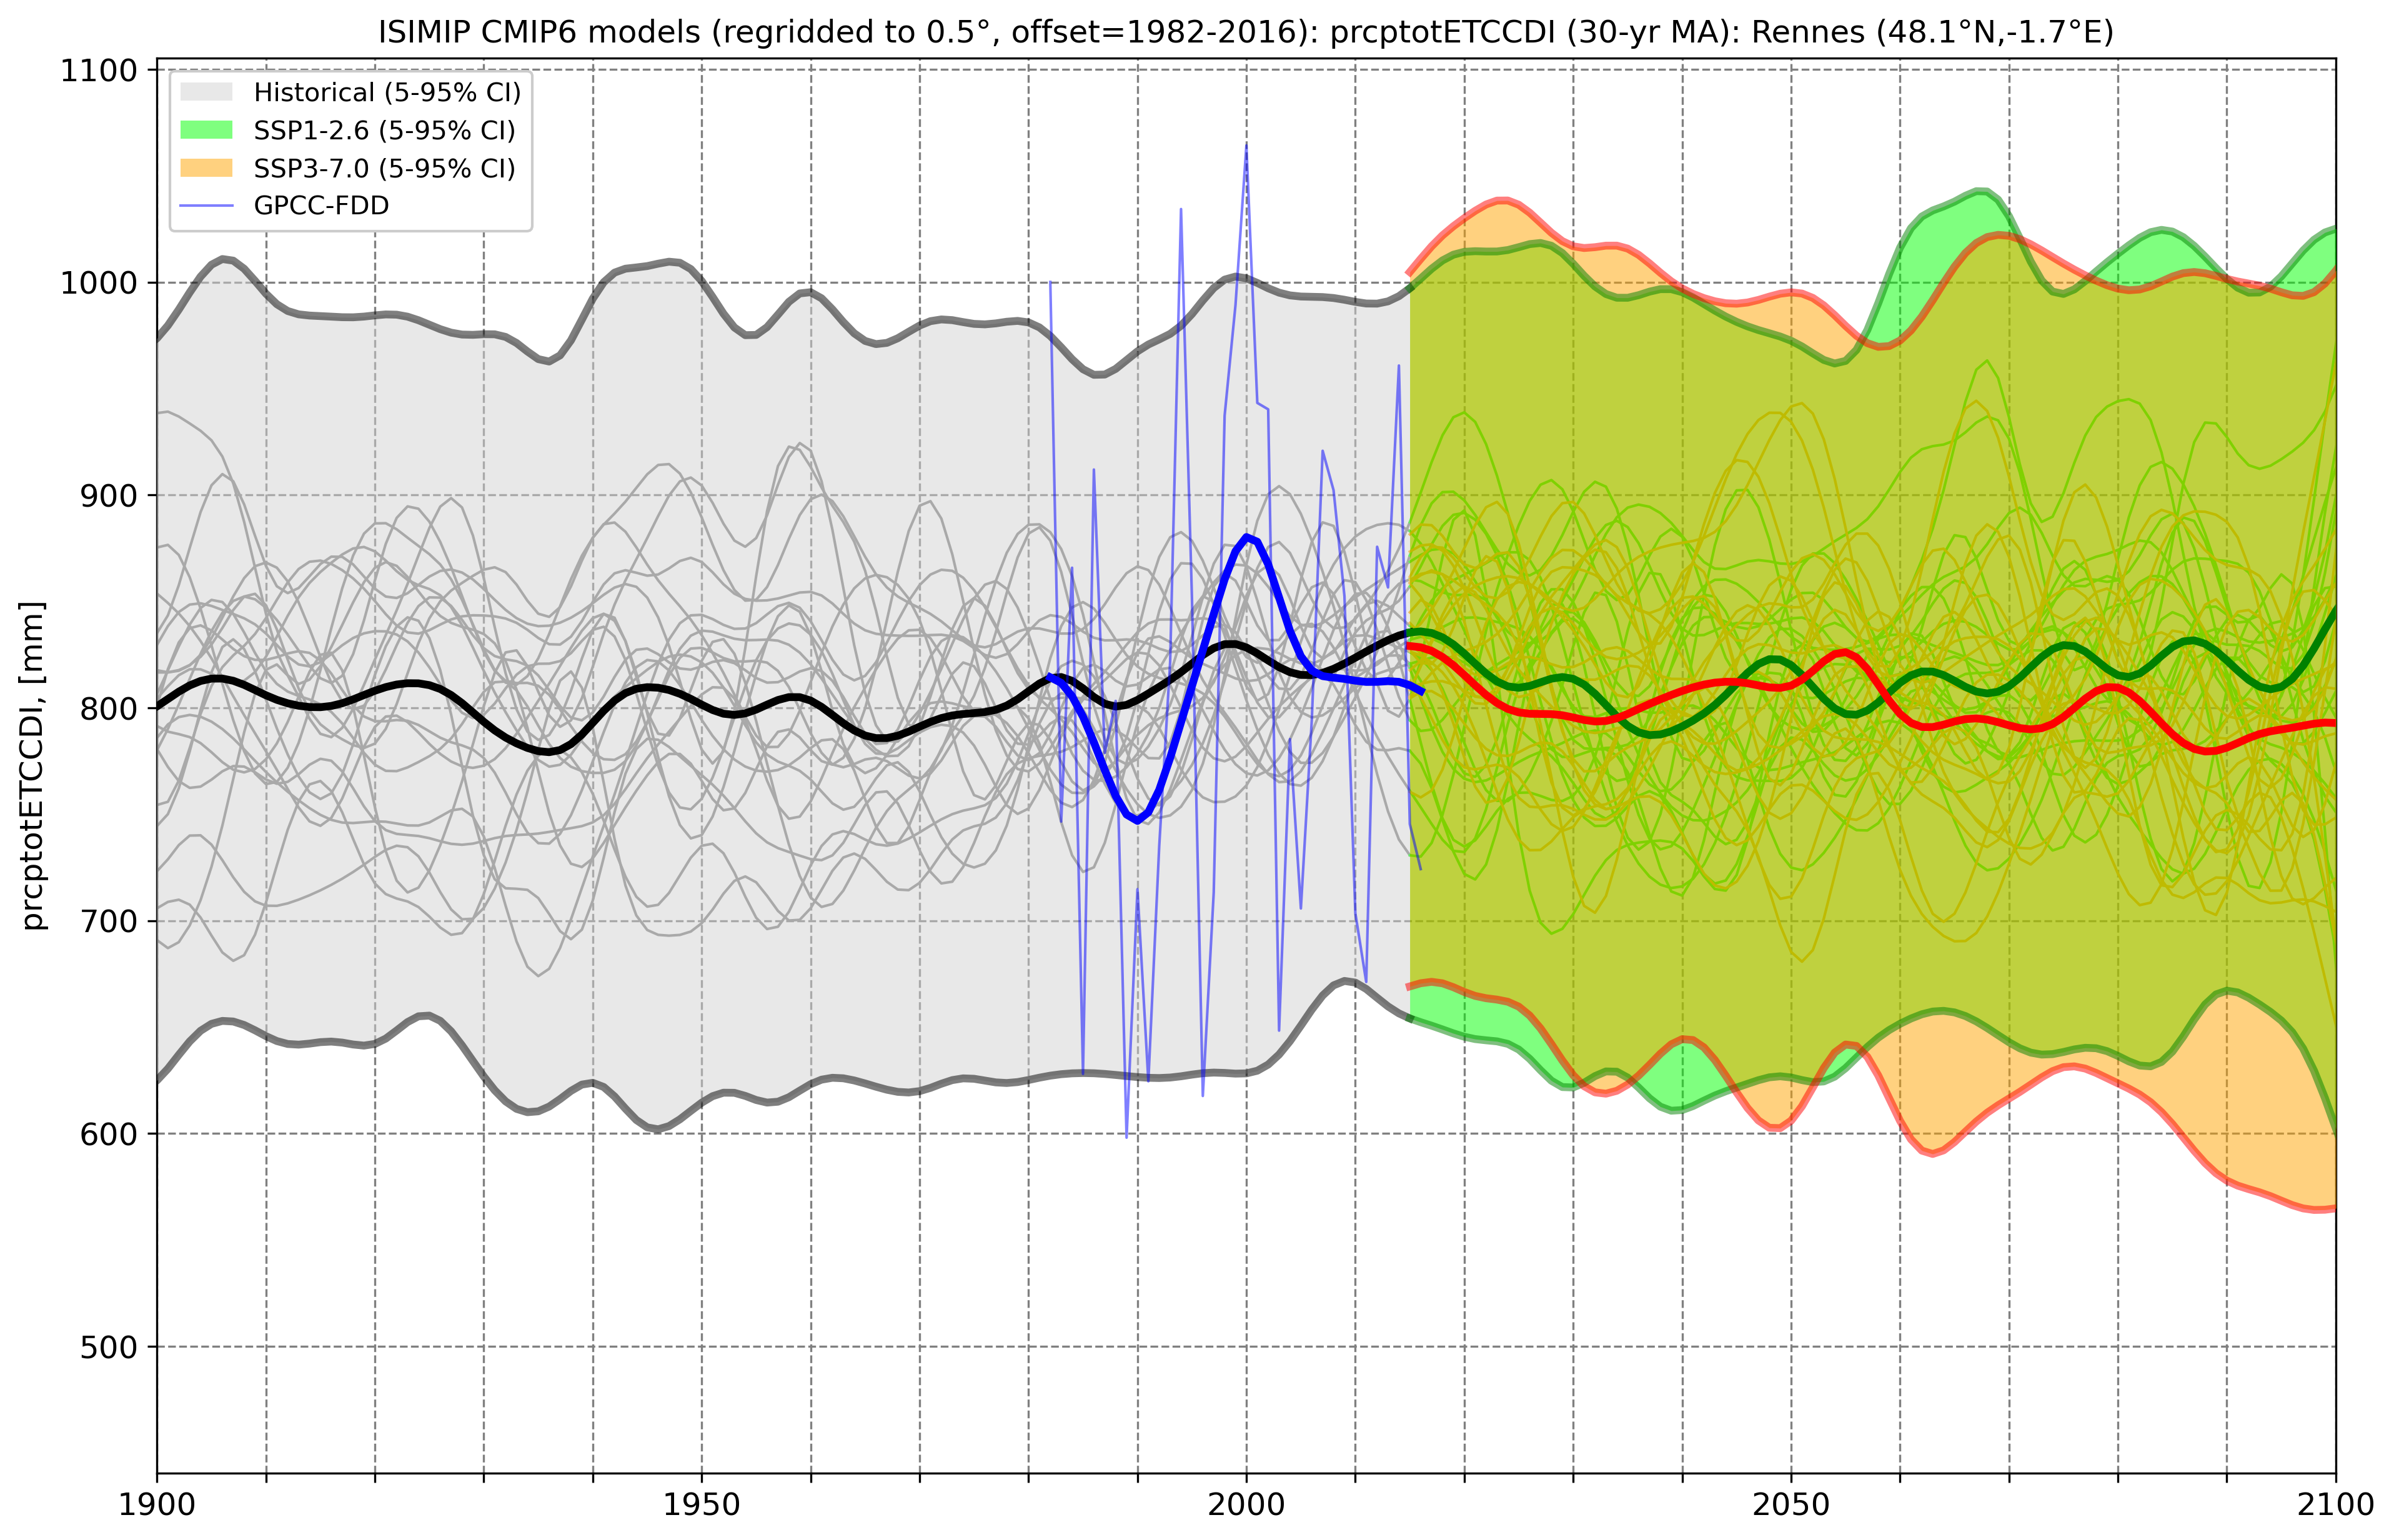 ISIMIP CMIP6 models (regridded to 0.5°, offset=1982-2016): prcptotETCCDI (30-yr MA): Rennes (48.1°N,-1.7°E)
Historical (5-95% CI)
SSP1-2.6 (5-95% CI)
SSP3-7.0 (5-95% CI)
GPCC-FDD
prcptotETCCDI, [mm]
1100
1000
900
800
700
600
500
1900
1950
2000
2050
2100